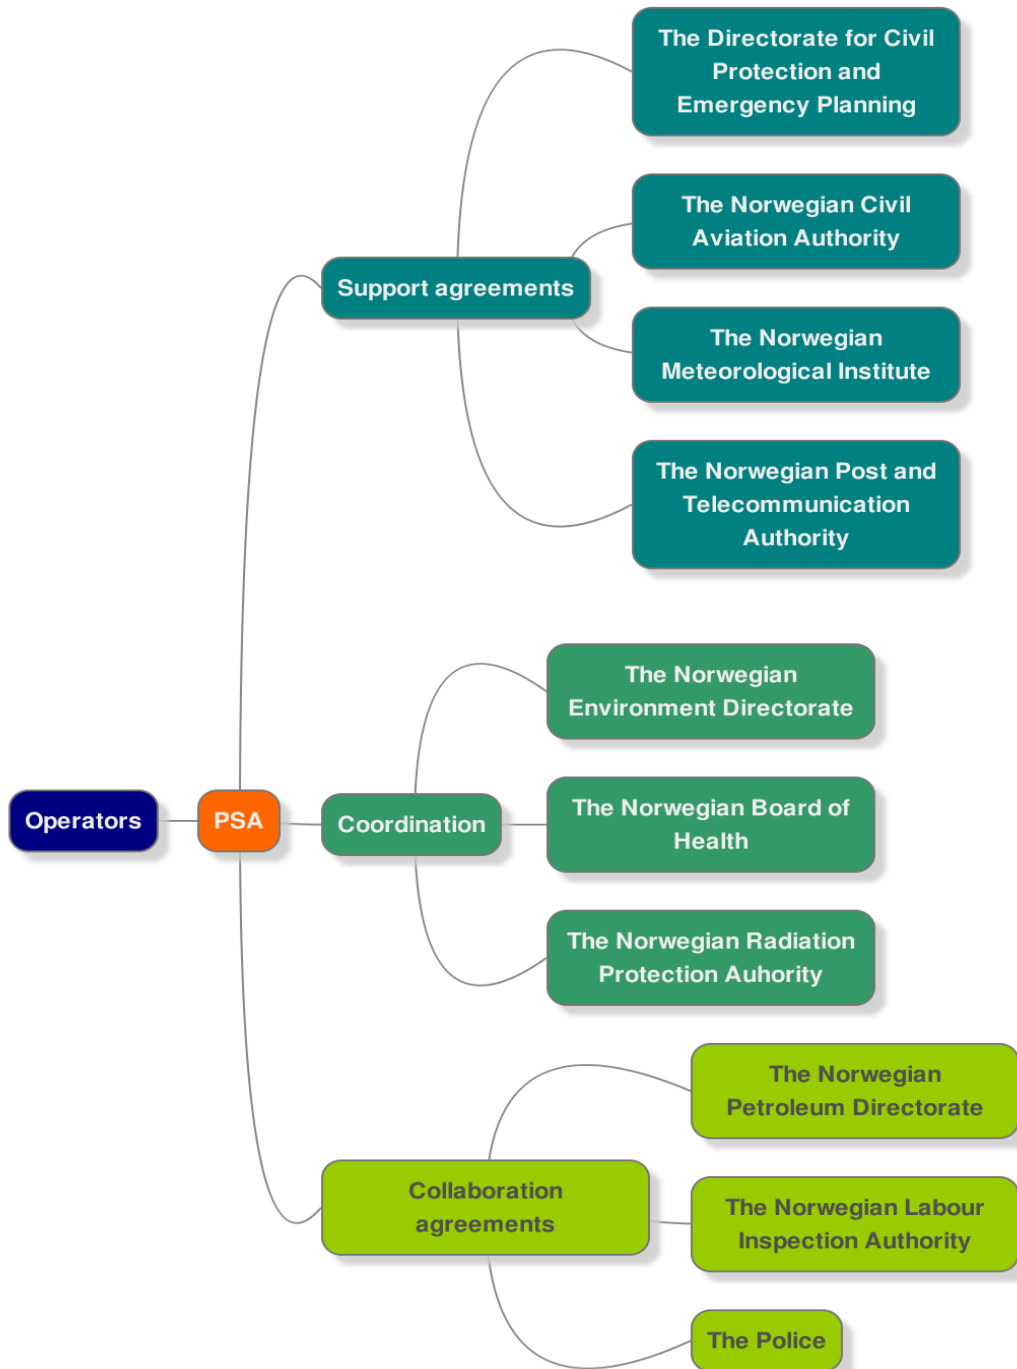 The Directorate for Civil
Protection and
Emergency Planning
The Norwegian Civil
Aviation Authority
Support agreements
The Norwegian
Meteorological Institute
The Norwegian Post and
Telecommunication
Authority
The Norwegian
Environment Directorate
Operators
PSA
Coordination
The Norwegian Board of
Health
The Norwegian Radiation
Protection Auhority
The Norwegian
Petroleum Directorate
Collaboration
agreements
The Norwegian Labour
Inspection Authority
The Police